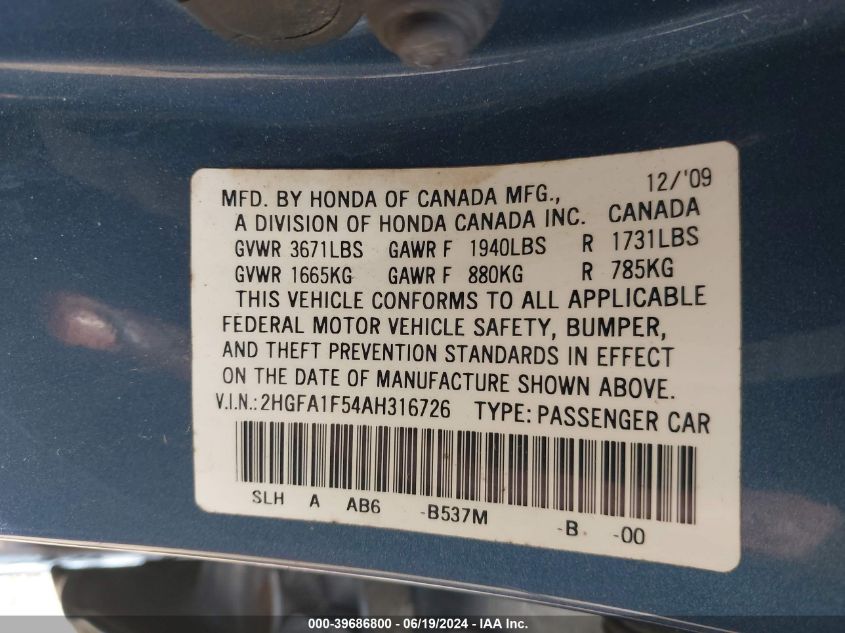 12/'09
MFD. BY HONDA OF CANADA MFG.,
A DIVISION OF HONDA CANADA INC. CANADA
GVWR 3671LBS GAWR F 1940LBS R 1731LBS
GVWR 1665KG GAWR F 880KG R 785KG
THIS VEHICLE CONFORMS TO ALL APPLICABLE
FEDERAL MOTOR VEHICLE SAFETY, BUMPER,
AND THEFT PREVENTION STANDARDS IN EFFECT
ON THE DATE OF MANUFACTURE SHOWN ABOVE.
V.I.N.:2HGFA1F54AH316726 TYPE: PASSENGER CAR
SLH A AB6 -B537M -B -00
000-39686800 - 06/19/2024 - IAA Inc.